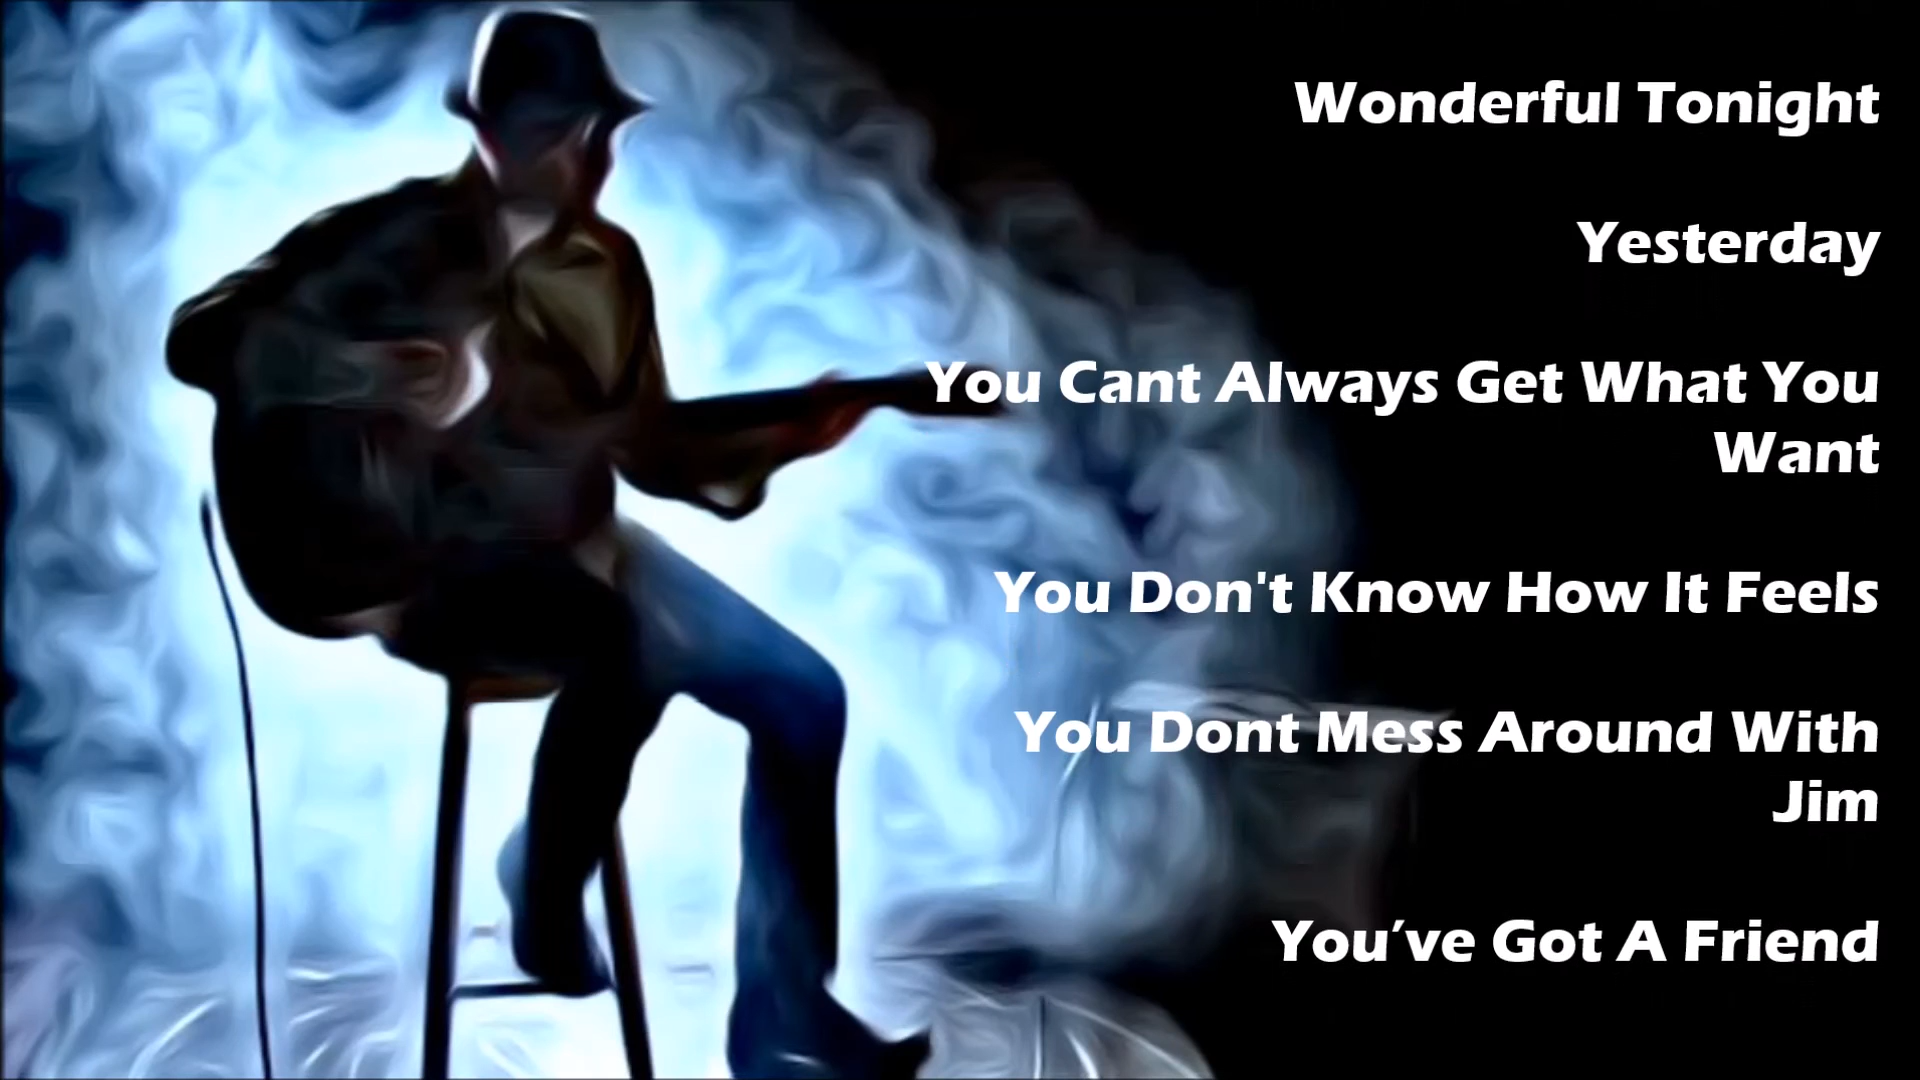 Wonderful Tonight
Yesterday
You Cant Always Get What You
Want
You Don't Know How It Feels
You Dont Mess Around With
Jim
You’ve Got A Friend